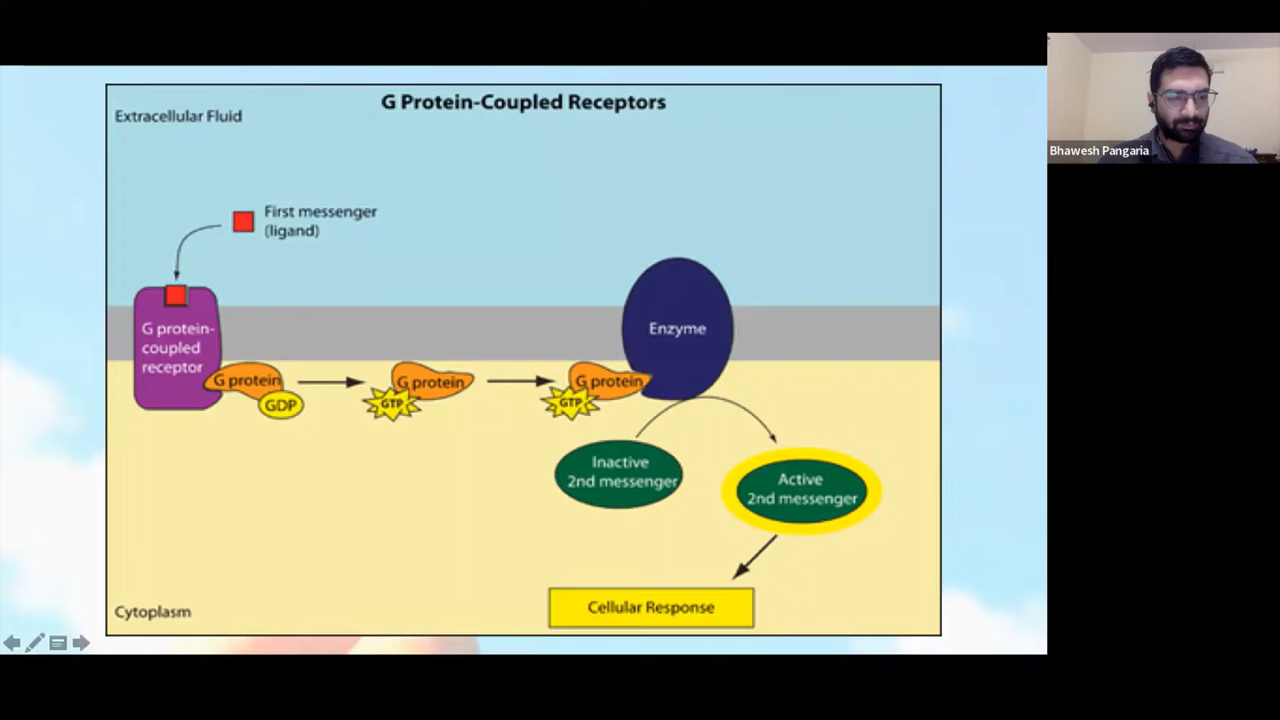 G Protein-Coupled Receptors
Extracellular Fluid
First messenger
(ligand)
G protein-
coupled
receptor
Enzyme
G protein
GDP
G protein
GTP
G protein
GTP
Inactive
2nd messenger
Active
2nd messenger
Cellular Response
Cytoplasm
Bhawesh Pangaria